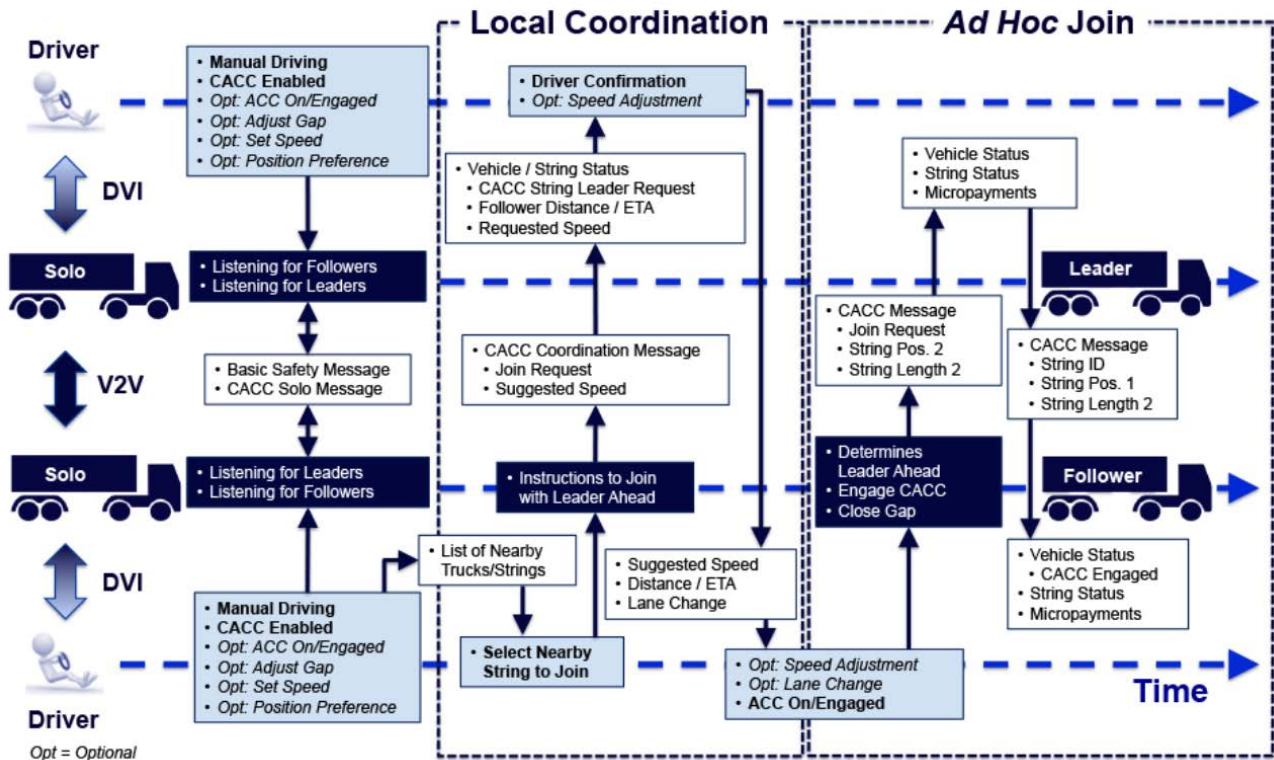 Local Coordination
Ad Hoc Join
Driver
• Manual Driving
• CACC Enabled
• Opt: ACC On/Engaged
• Opt: Adjust Gap
• Opt: Set Speed
• Opt: Position Preference
• Driver Confirmation
• Opt: Speed Adjustment
DVI
• Vehicle / String Status
• CACC String Leader Request
• Follower Distance / ETA
• Requested Speed
• Vehicle Status
• String Status
• Micropayments
Solo
• Listening for Followers
• Listening for Leaders
Leader
V2V
• Basic Safety Message
• CACC Solo Message
• CACC Coordination Message
• Join Request
• Suggested Speed
• CACC Message
• Join Request
• String Pos. 2
• String Length 2
• CACC Message
• String ID
• String Pos. 1
• String Length 2
Solo
• Listening for Leaders
• Listening for Followers
• Instructions to Join
with Leader Ahead
• Determines
Leader Ahead
• Engage CACC
• Close Gap
Follower
DVI
• List of Nearby
Trucks/Strings
• Suggested Speed
• Distance / ETA
• Lane Change
• Vehicle Status
• CACC Engaged
• String Status
• Micropayments
Driver
• Manual Driving
• CACC Enabled
• Opt: ACC On/Engaged
• Opt: Adjust Gap
• Opt: Set Speed
• Opt: Position Preference
• Select Nearby
String to Join
• Opt: Speed Adjustment
• Opt: Lane Change
• ACC On/Engaged
Time
Opt = Optional